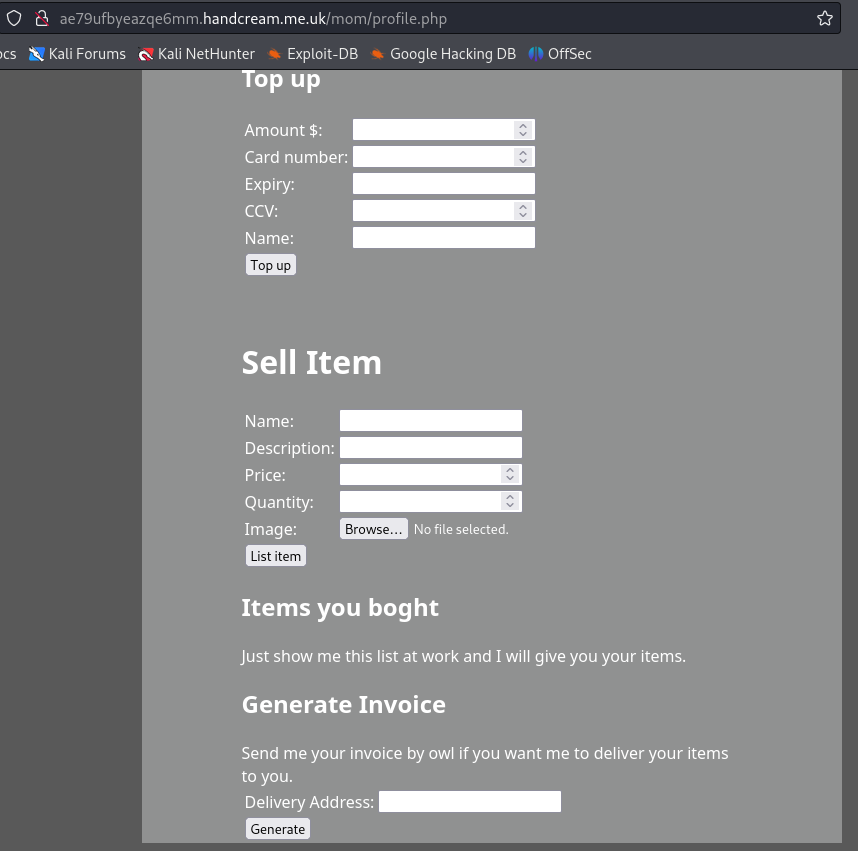 ae79ufbyeazqe6mm.handcream.me.uk/mom/profile.php
ocs Kali Forums Kali NetHunter Exploit-DB Google Hacking DB OffSec
Top up
Amount $:
Card number:
Expiry:
CCV:
Name:
Top up
Sell Item
Name:
Description:
Price:
Quantity:
Image: Browse... No file selected.
List item
Items you boght
Just show me this list at work and I will give you your items.
Generate Invoice
Send me your invoice by owl if you want me to deliver your items
to you.
Delivery Address:
Generate